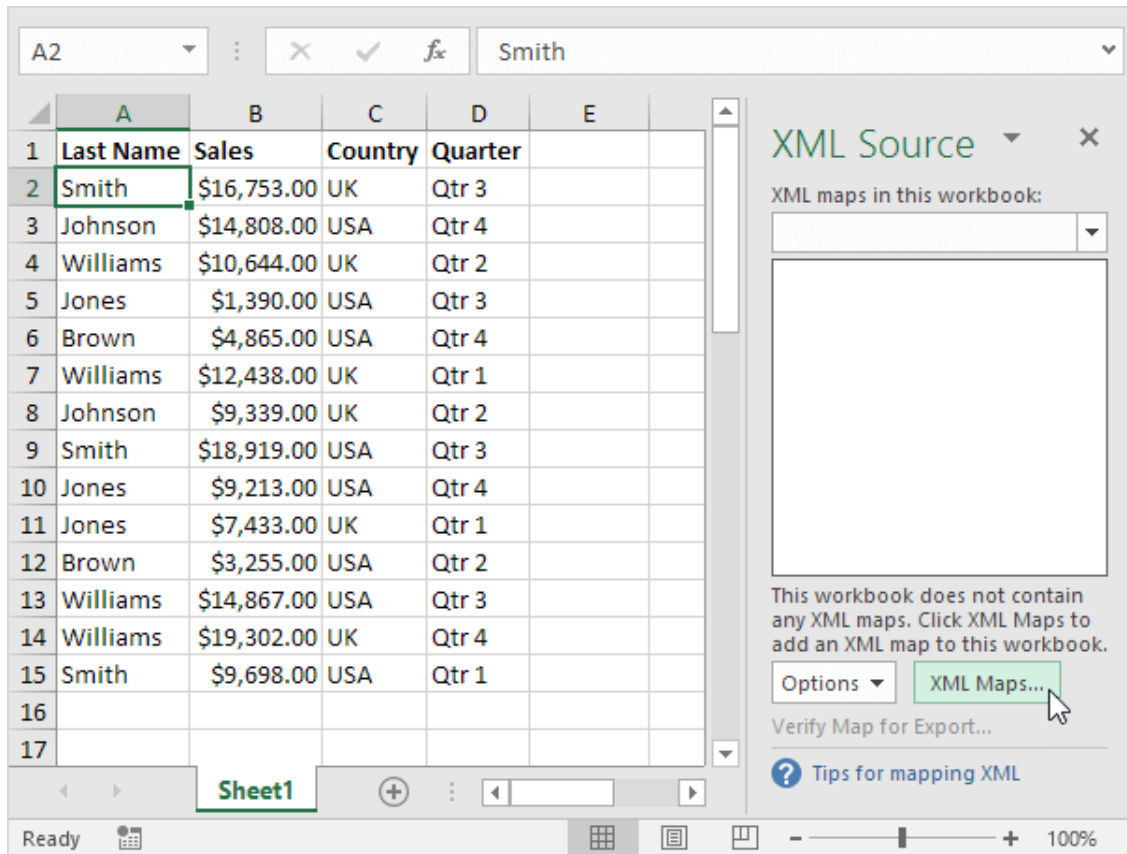 A2 fx Smith
A B C D E
1 Last Name Sales Country Quarter
2 Smith $16,753.00 UK Qtr 3
3 Johnson $14,808.00 USA Qtr 4
4 Williams $10,644.00 UK Qtr 2
5 Jones $1,390.00 USA Qtr 3
6 Brown $4,865.00 USA Qtr 4
7 Williams $12,438.00 UK Qtr 1
8 Johnson $9,339.00 UK Qtr 2
9 Smith $18,919.00 USA Qtr 3
10 Jones $9,213.00 USA Qtr 4
11 Jones $7,433.00 UK Qtr 1
12 Brown $3,255.00 USA Qtr 2
13 Williams $14,867.00 USA Qtr 3
14 Williams $19,302.00 UK Qtr 4
15 Smith $9,698.00 USA Qtr 1
16
17
Sheet1
XML Source
XML maps in this workbook:
This workbook does not contain
any XML maps. Click XML Maps to
add an XML map to this workbook.
Options XML Maps...
Verify Map for Export...
? Tips for mapping XML
Ready 100%